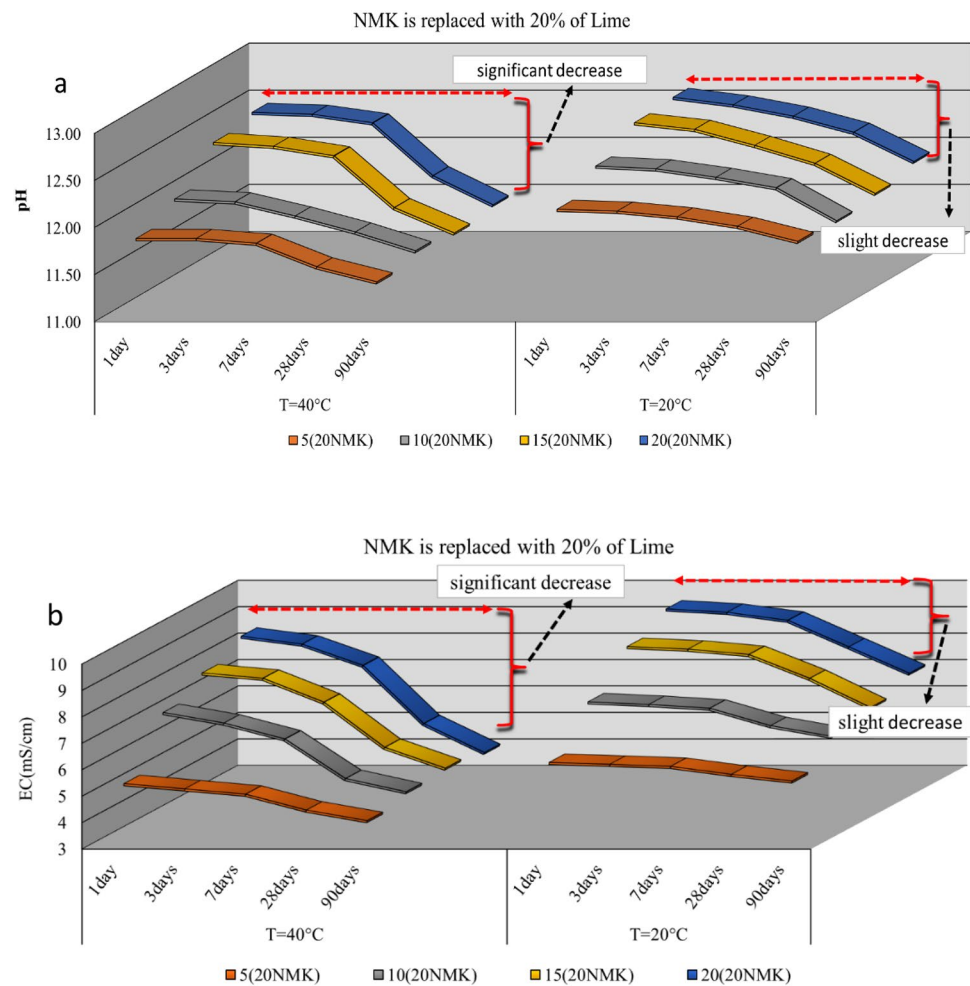 NMK is replaced with 20% of Lime
a
significant decrease
13.00
12.50
12.00
11.50
11.00
pH
slight decrease
1day
3days
7days
28days
90days
1day
3days
7days
28days
90days
T=40°C
T=20°C
5(20NMK) 10(20NMK) 15(20NMK) 20(20NMK)
NMK is replaced with 20% of Lime
b
significant decrease
10
9
8
7
6
5
4
3
EC(mS/cm)
slight decrease
1day
3days
7days
28days
90days
1day
3days
7days
28days
90days
T=40°C
T=20°C
5(20NMK) 10(20NMK) 15(20NMK) 20(20NMK)